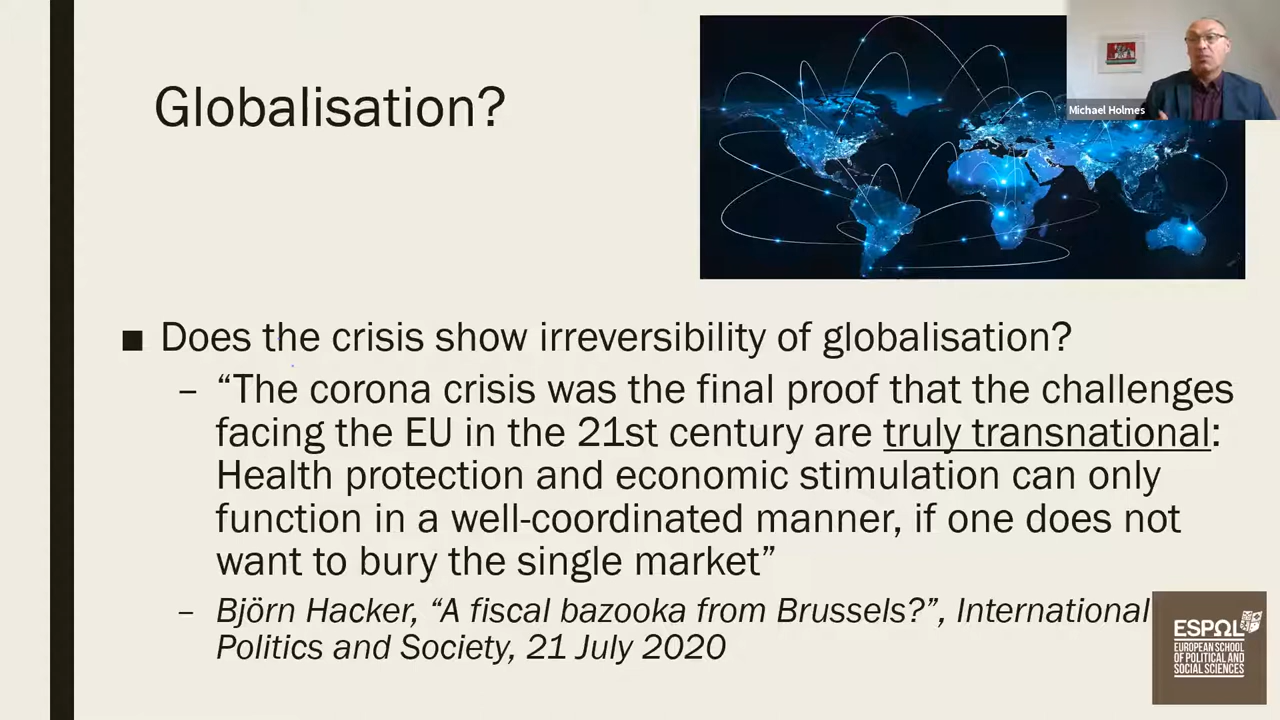 Globalisation?
Michael Holmes
■ Does the crisis show irreversibility of globalisation?
– “The corona crisis was the final proof that the challenges
facing the EU in the 21st century are truly transnational:
Health protection and economic stimulation can only
function in a well-coordinated manner, if one does not
want to bury the single market”
– Björn Hacker, “A fiscal bazooka from Brussels?”, International
Politics and Society, 21 July 2020
ESPΩL
EUROPEAN SCHOOL
OF POLITICAL AND
SOCIAL SCIENCES